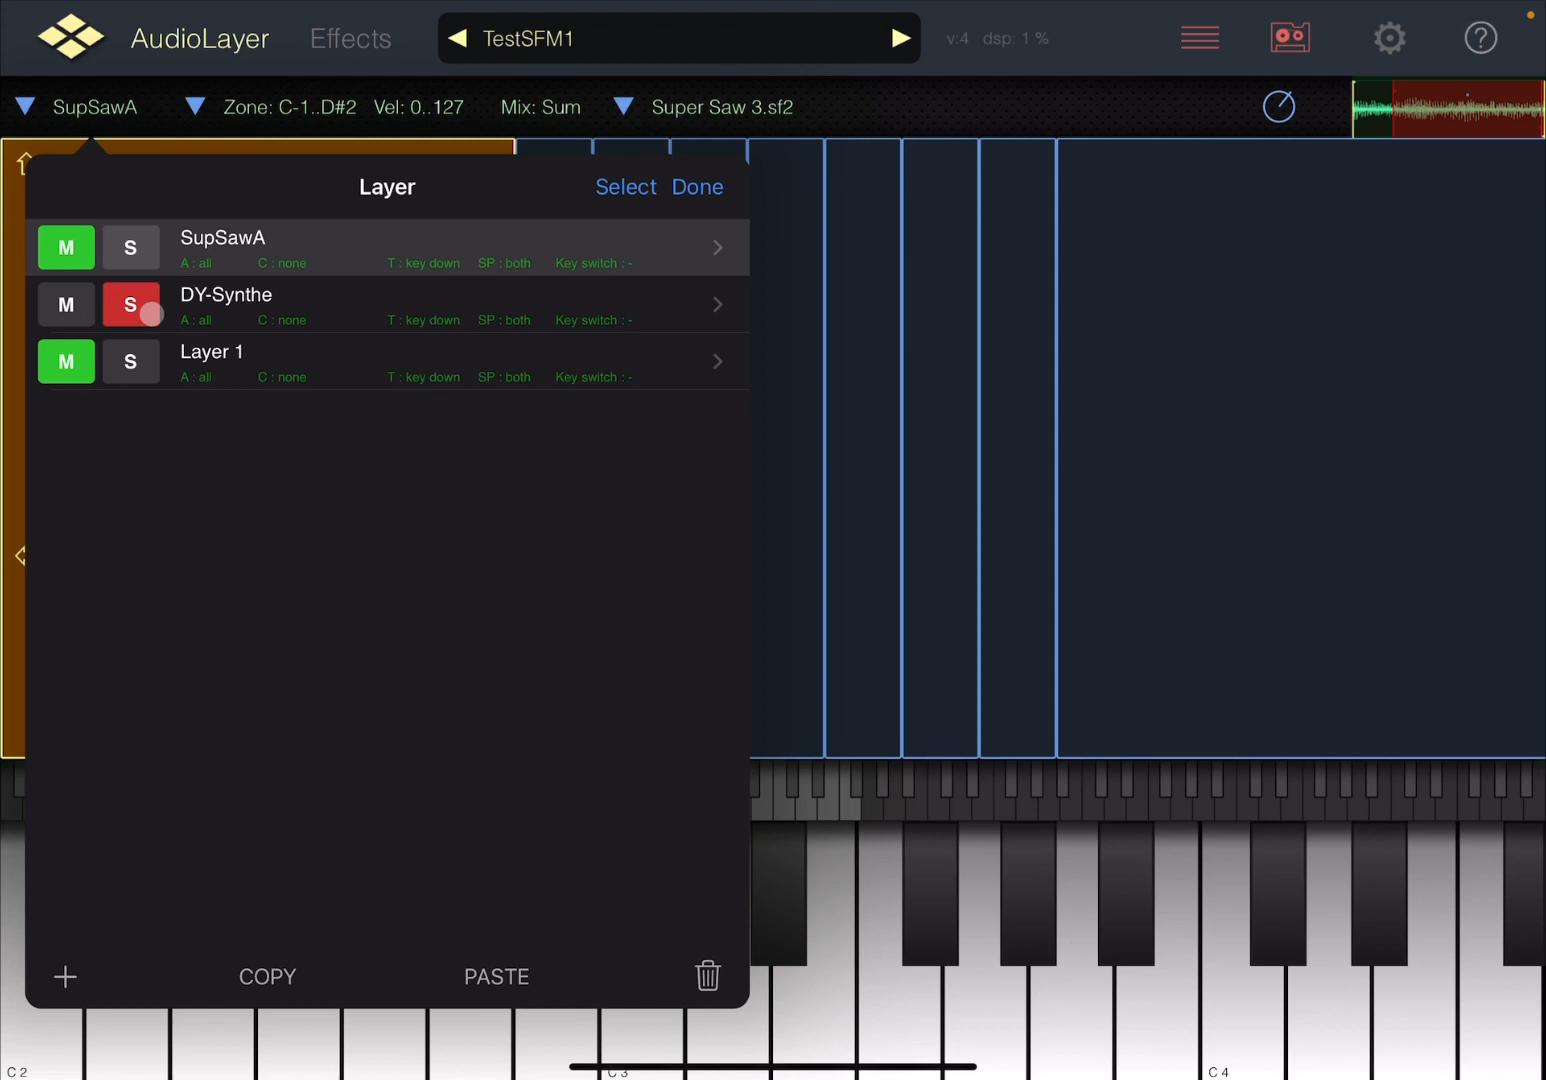 AudioLayer Effects TestSFM1 v:4 dsp: 1 %
SupSawA Zone: C-1..D#2 Vel: 0..127 Mix: Sum Super Saw 3.sf2
Layer Select Done
M S SupSawA
A : all C : none T : key down SP : both Key switch : -
M S DY-Synthe
A : all C : none T : key down SP : both Key switch : -
M S Layer 1
A : all C : none T : key down SP : both Key switch : -
+ COPY PASTE
C 2 C 3 C 4